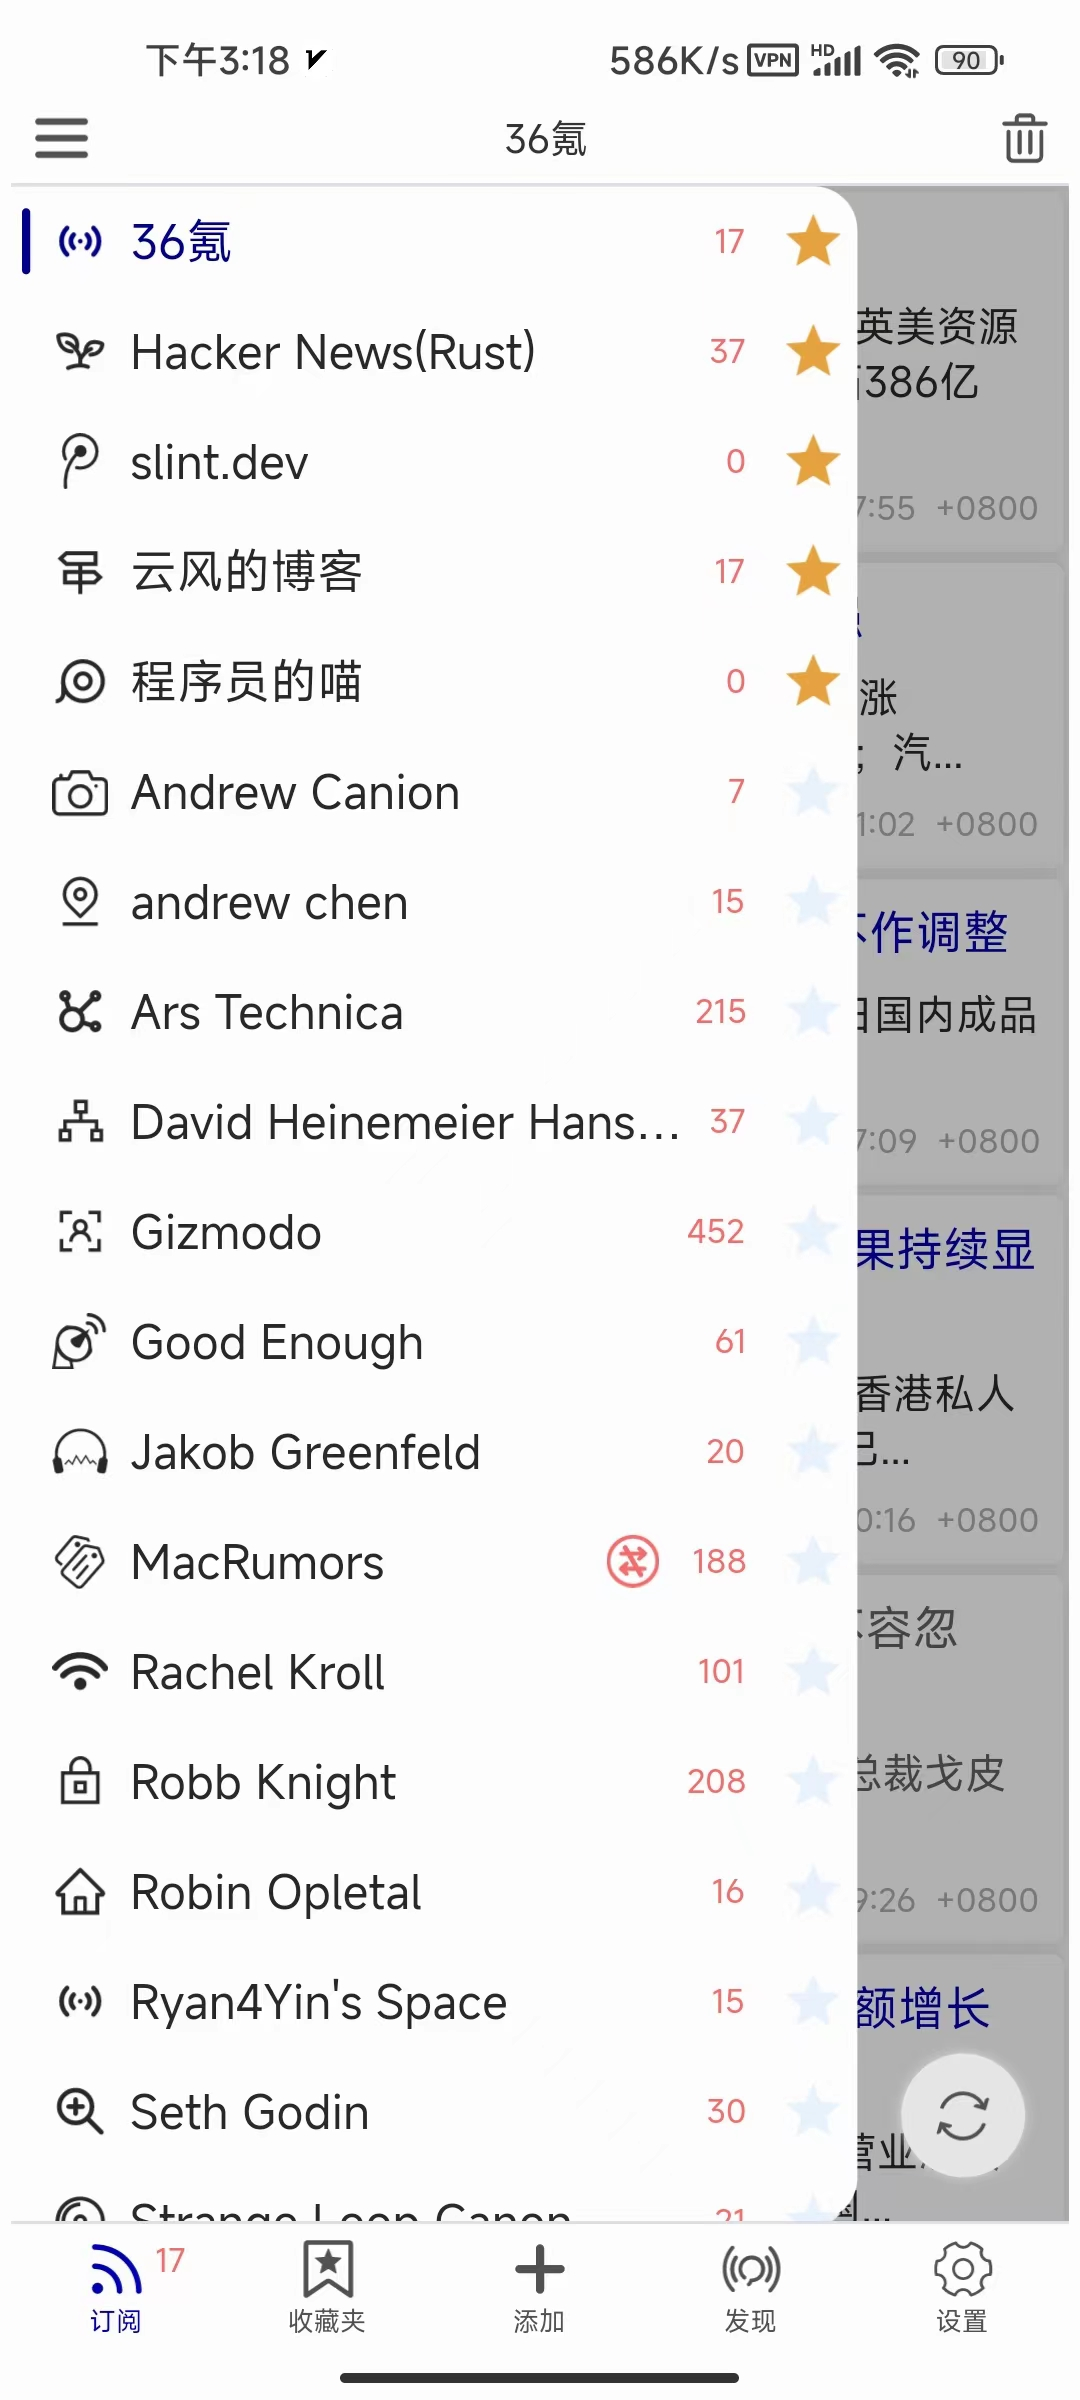 下午3:18
586K/s VPN HD 90
36氪
36氪 17
Hacker News(Rust) 37
slint.dev 0
云风的博客 17
程序员的喵 0
Andrew Canion 7
andrew chen 15
Ars Technica 215
David Heinemeier Hans... 37
Gizmodo 452
Good Enough 61
Jakob Greenfeld 20
MacRumors 188
Rachel Kroll 101
Robb Knight 208
Robin Opletal 16
Ryan4Yin's Space 15
Seth Godin 30
Strange Loop Canon 21
英美资源
386亿
7:55 +0800
涨
; 汽...
1:02 +0800
作调整
国内成品
7:09 +0800
果持续显
香港私人
己...
0:16 +0800
容忽
总裁戈皮
9:26 +0800
额增长
营业
17
订阅
收藏夹
添加
发现
设置